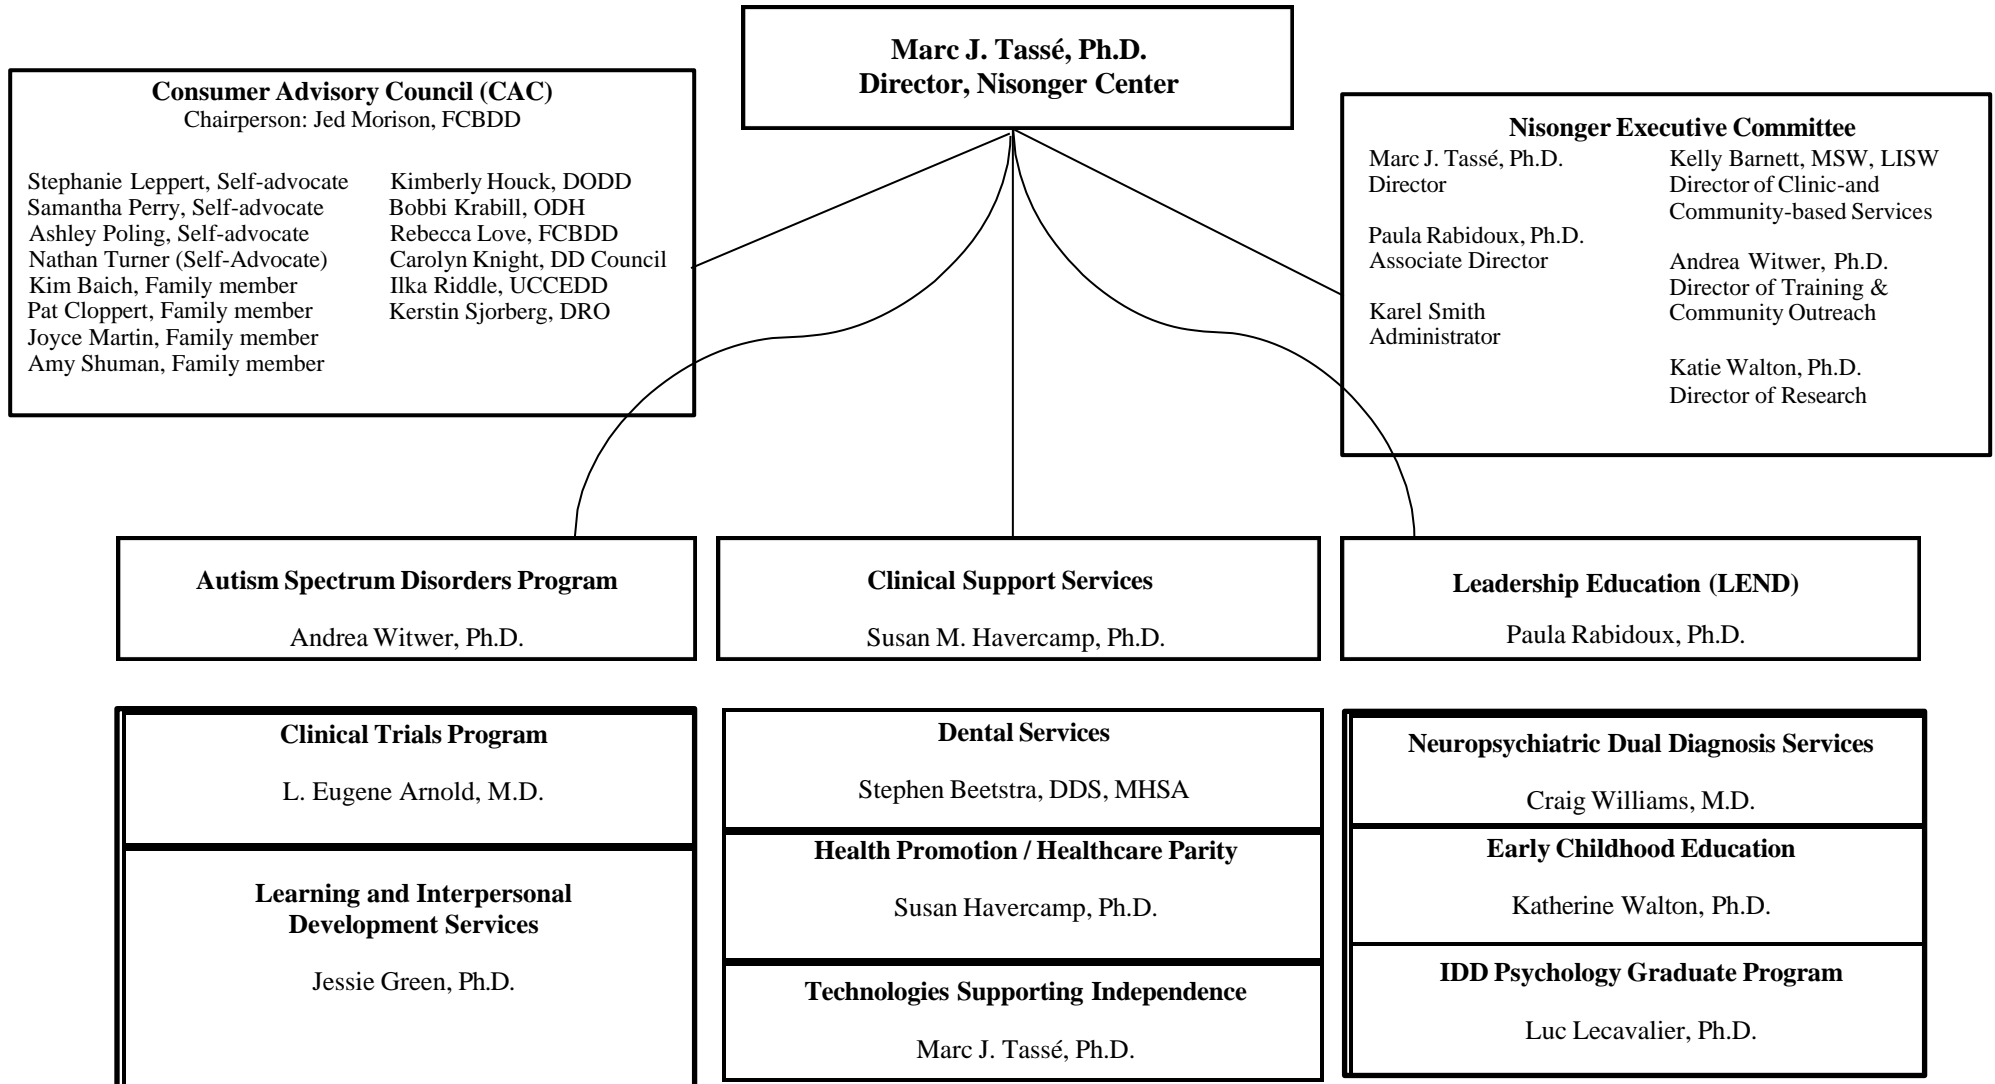 Marc J. Tassé, Ph.D.
Director, Nisonger Center
Consumer Advisory Council (CAC)
Chairperson: Jed Morison, FCBDD
Stephanie Leppert, Self-advocate
Samantha Perry, Self-advocate
Ashley Poling, Self-advocate
Nathan Turner (Self-Advocate)
Kim Baich, Family member
Pat Cloppert, Family member
Joyce Martin, Family member
Amy Shuman, Family member
Kimberly Houck, DODD
Bobbi Krabill, ODH
Rebecca Love, FCBDD
Carolyn Knight, DD Council
Ilka Riddle, UCCEDD
Kerstin Sjorberg, DRO
Nisonger Executive Committee
Marc J. Tassé, Ph.D.
Director
Paula Rabidoux, Ph.D.
Associate Director
Karel Smith
Administrator
Kelly Barnett, MSW, LISW
Director of Clinic-and
Community-based Services
Andrea Witwer, Ph.D.
Director of Training &
Community Outreach
Katie Walton, Ph.D.
Director of Research
Autism Spectrum Disorders Program
Andrea Witwer, Ph.D.
Clinical Support Services
Susan M. Havercamp, Ph.D.
Leadership Education (LEND)
Paula Rabidoux, Ph.D.
Clinical Trials Program
L. Eugene Arnold, M.D.
Learning and Interpersonal
Development Services
Jessie Green, Ph.D.
Dental Services
Stephen Beetstra, DDS, MHSA
Health Promotion / Healthcare Parity
Susan Havercamp, Ph.D.
Technologies Supporting Independence
Marc J. Tassé, Ph.D.
Neuropsychiatric Dual Diagnosis Services
Craig Williams, M.D.
Early Childhood Education
Katherine Walton, Ph.D.
IDD Psychology Graduate Program
Luc Lecavalier, Ph.D.